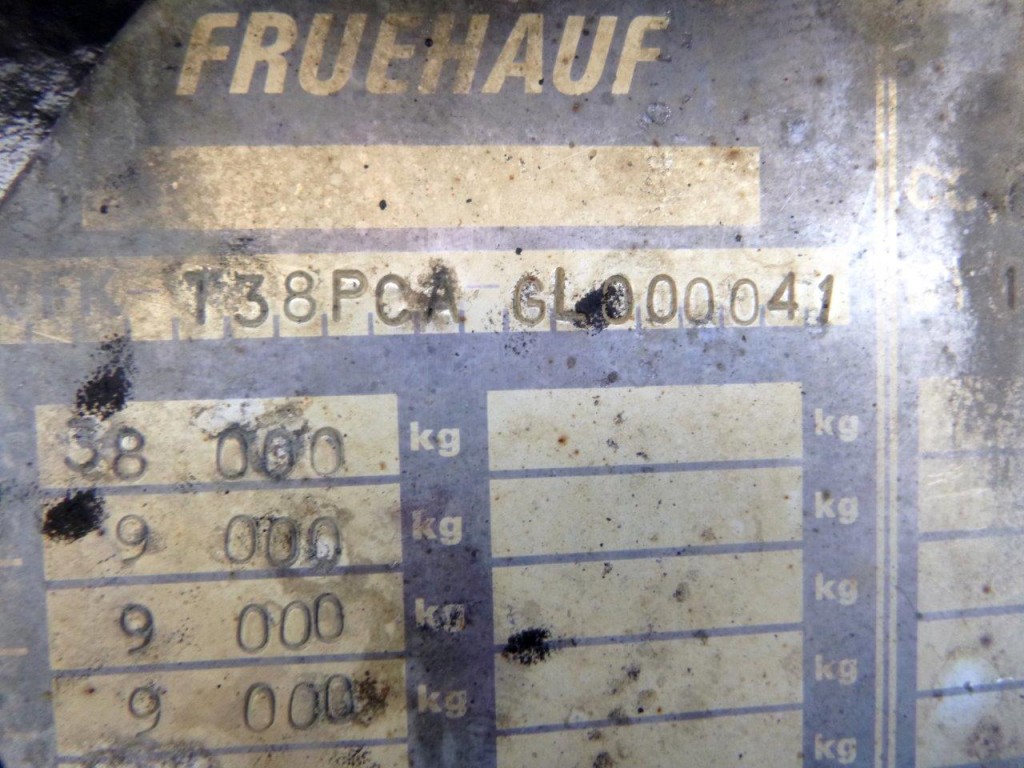 FRUEHAUF
VFK- T38PCA GL000041
38 000 kg kg
9 000 kg kg
9 000 kg kg
9 000 kg kg
kg